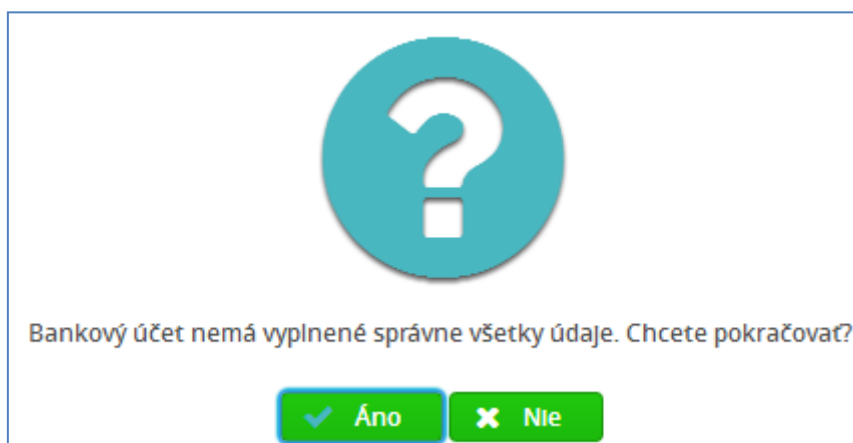 Bankový účet nemá vyplnené správne všetky údaje. Chcete pokračovať?
Áno
Nie